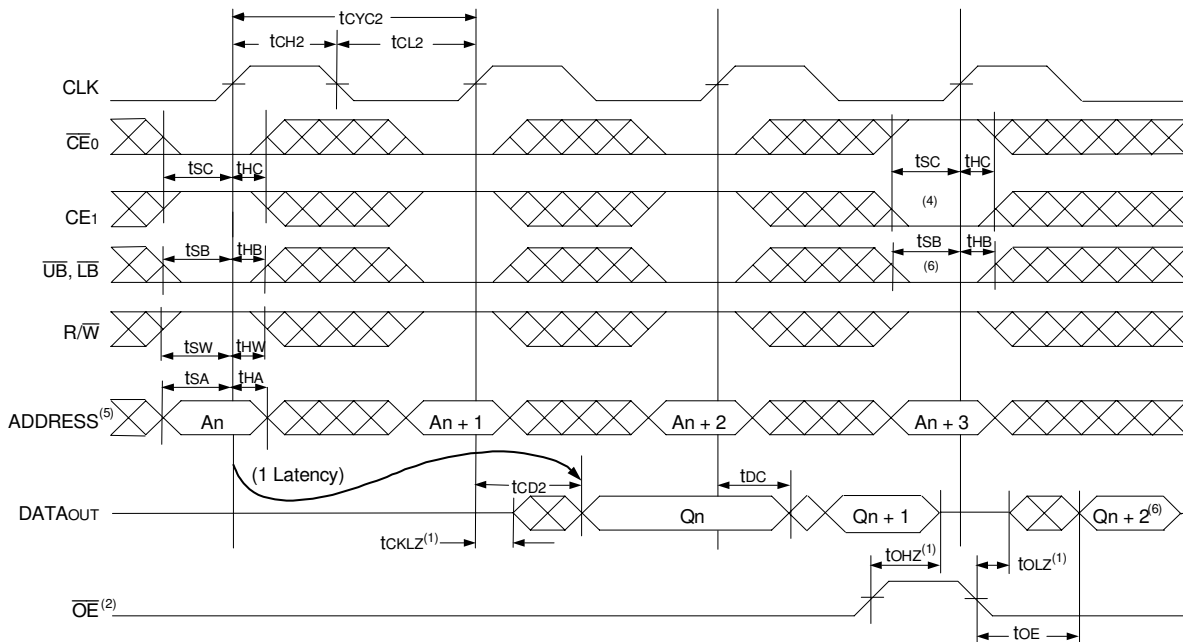 tCYC2
tCH2 tCL2
CLK
CE0
tSC tHC tSC tHC
CE1 (4)
tSB tHB tSB tHB
UB, LB (6)
R/W
tSW tHW
tSA tHA
ADDRESS(5) An An + 1 An + 2 An + 3
(1 Latency) tCD2 tDC
DATAOUT Qn Qn + 1 Qn + 2(6)
tCKLZ(1) tOHZ(1) tOLZ(1)
OE(2)
tOE